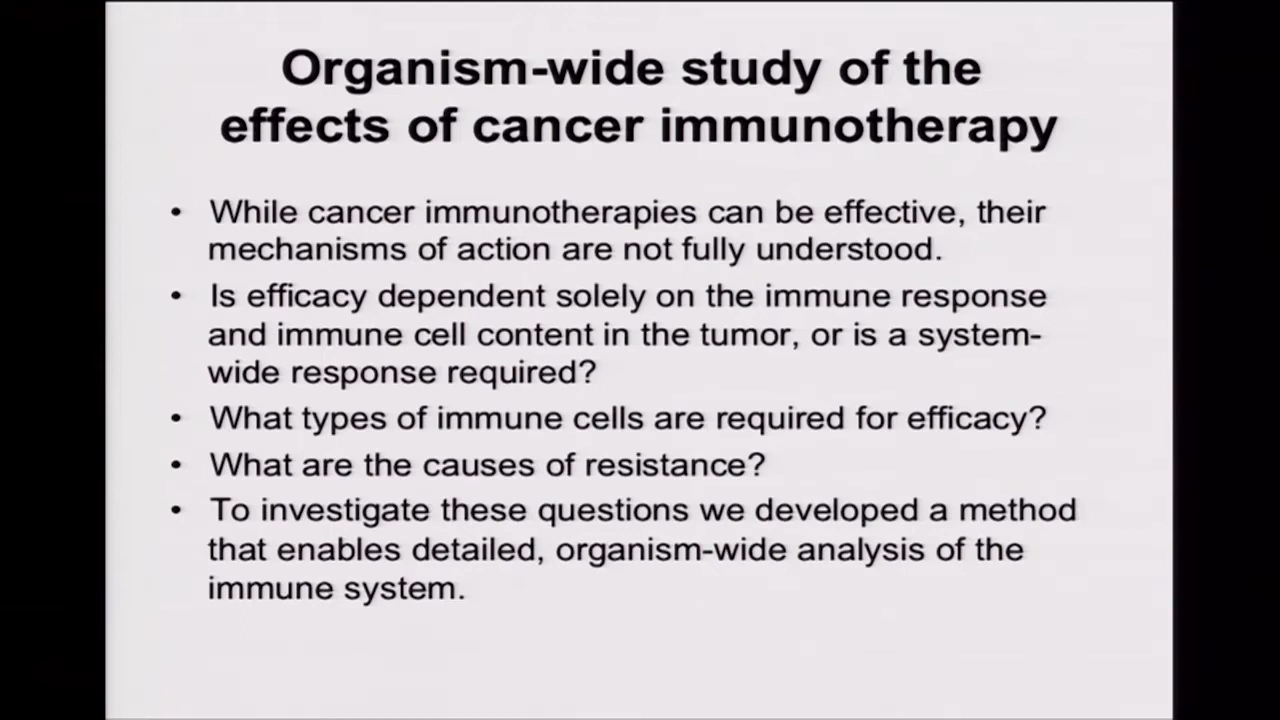 Organism-wide study of the
effects of cancer immunotherapy
• While cancer immunotherapies can be effective, their
mechanisms of action are not fully understood.
• Is efficacy dependent solely on the immune response
and immune cell content in the tumor, or is a system-
wide response required?
• What types of immune cells are required for efficacy?
• What are the causes of resistance?
• To investigate these questions we developed a method
that enables detailed, organism-wide analysis of the
immune system.